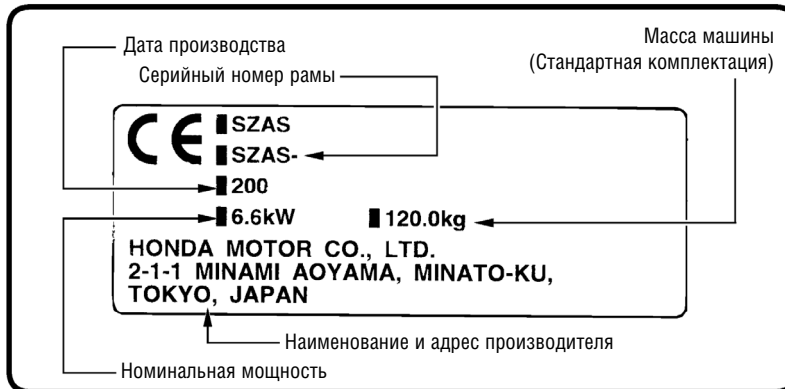 Дата производства
Серийный номер рамы
Масса машины
(Стандартная комплектация)
CE
SZAS
SZAS-
200
6.6kW 120.0kg
HONDA MOTOR CO., LTD.
2-1-1 MINAMI AOYAMA, MINATO-KU,
TOKYO, JAPAN
Наименование и адрес производителя
Номинальная мощность